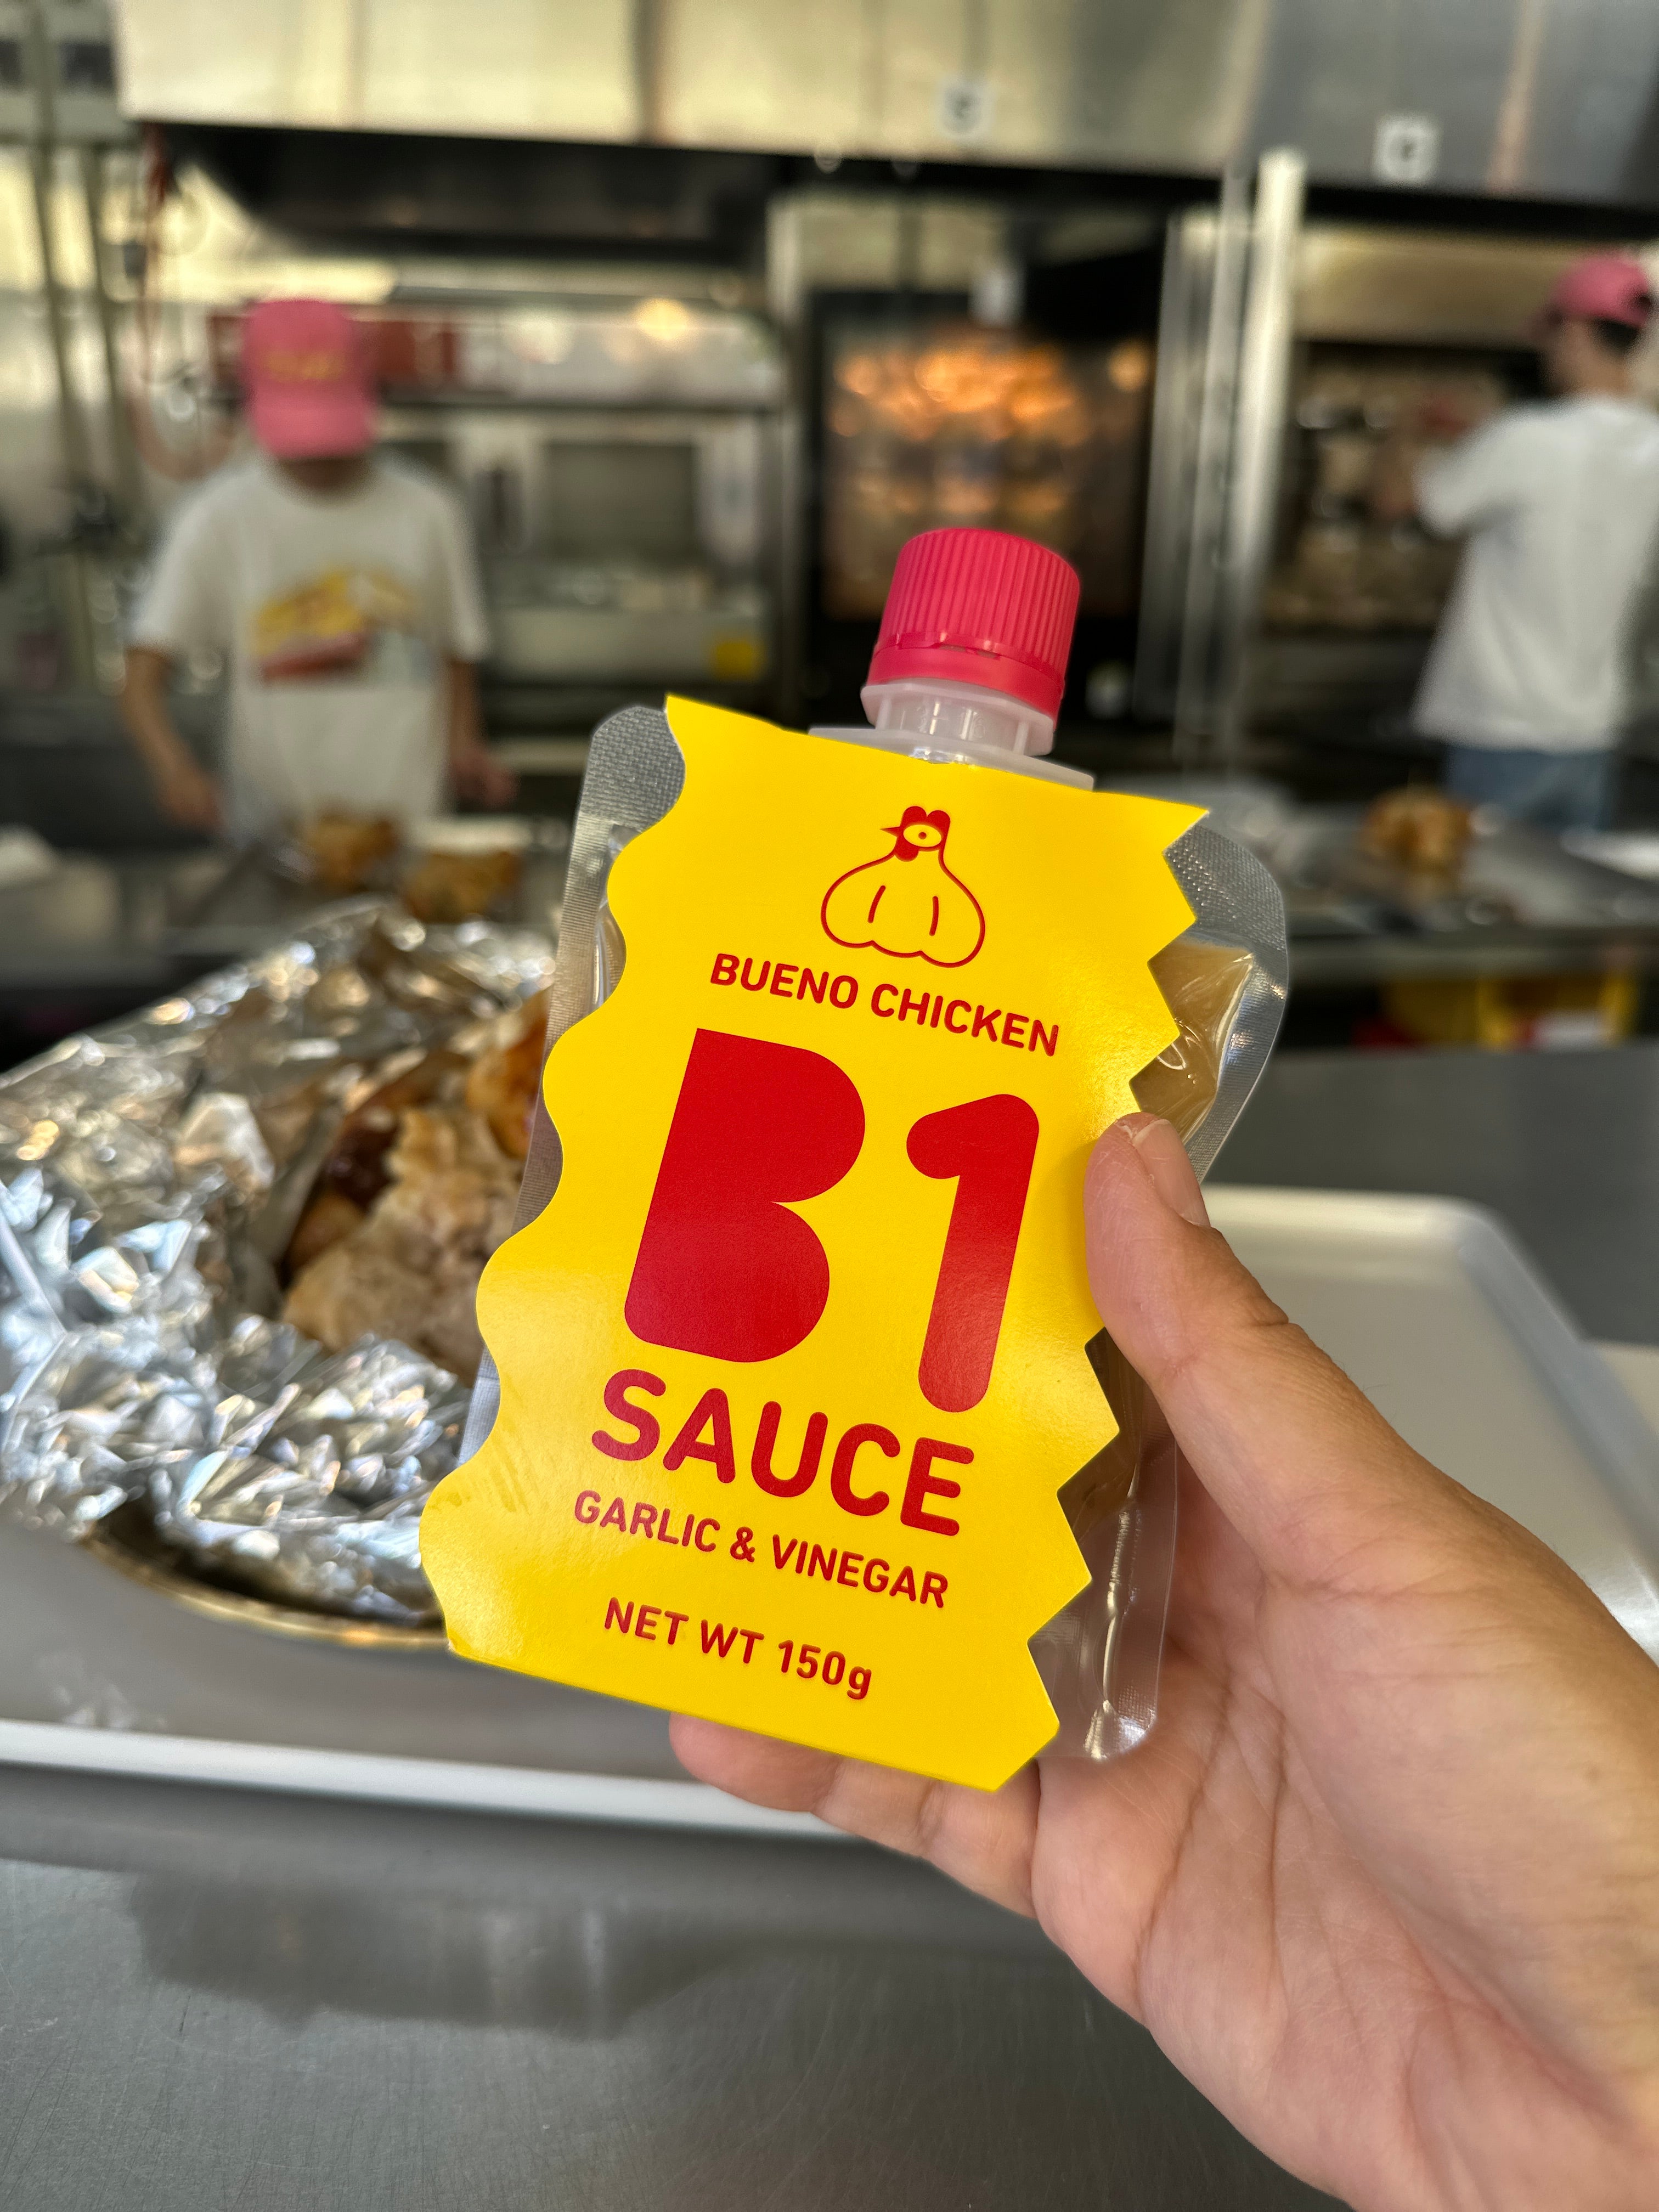 BUENO CHICKEN
B1
SAUCE
GARLIC & VINEGAR
NET WT 150g